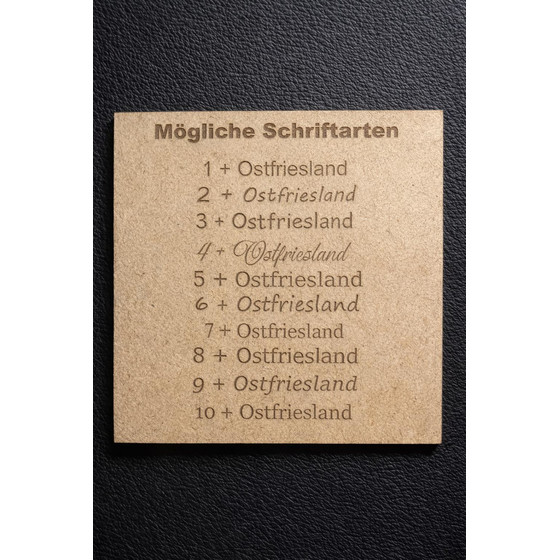 Mögliche Schriftarten
1 + Ostfriesland
2 + Ostfriesland
3 + Ostfriesland
4 + Ostfriesland
5 + Ostfriesland
6 + Ostfriesland
7 + Ostfriesland
8 + Ostfriesland
9 + Ostfriesland
10 + Ostfriesland